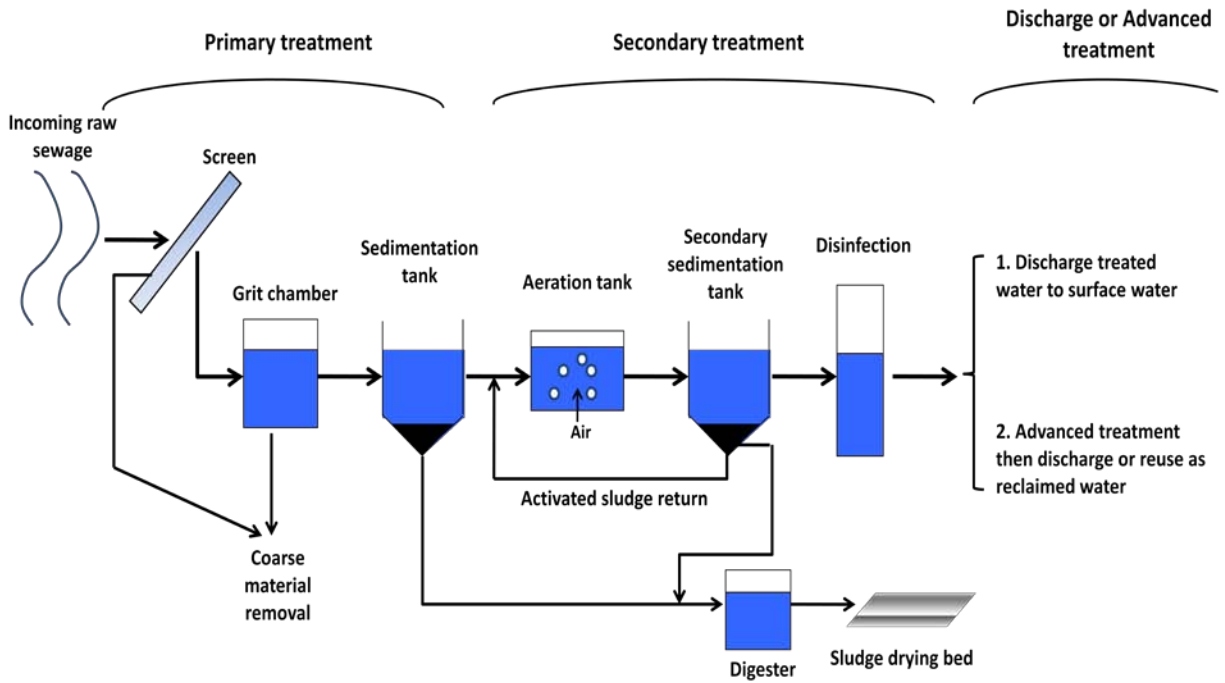 Primary treatment
Secondary treatment
Discharge or Advanced
treatment
Incoming raw
sewage
Screen
Grit chamber
Sedimentation
tank
Aeration tank
Air
Secondary
sedimentation
tank
Disinfection
1. Discharge treated
water to surface water
2. Advanced treatment
then discharge or reuse as
reclaimed water
Activated sludge return
Coarse
material
removal
Digester
Sludge drying bed